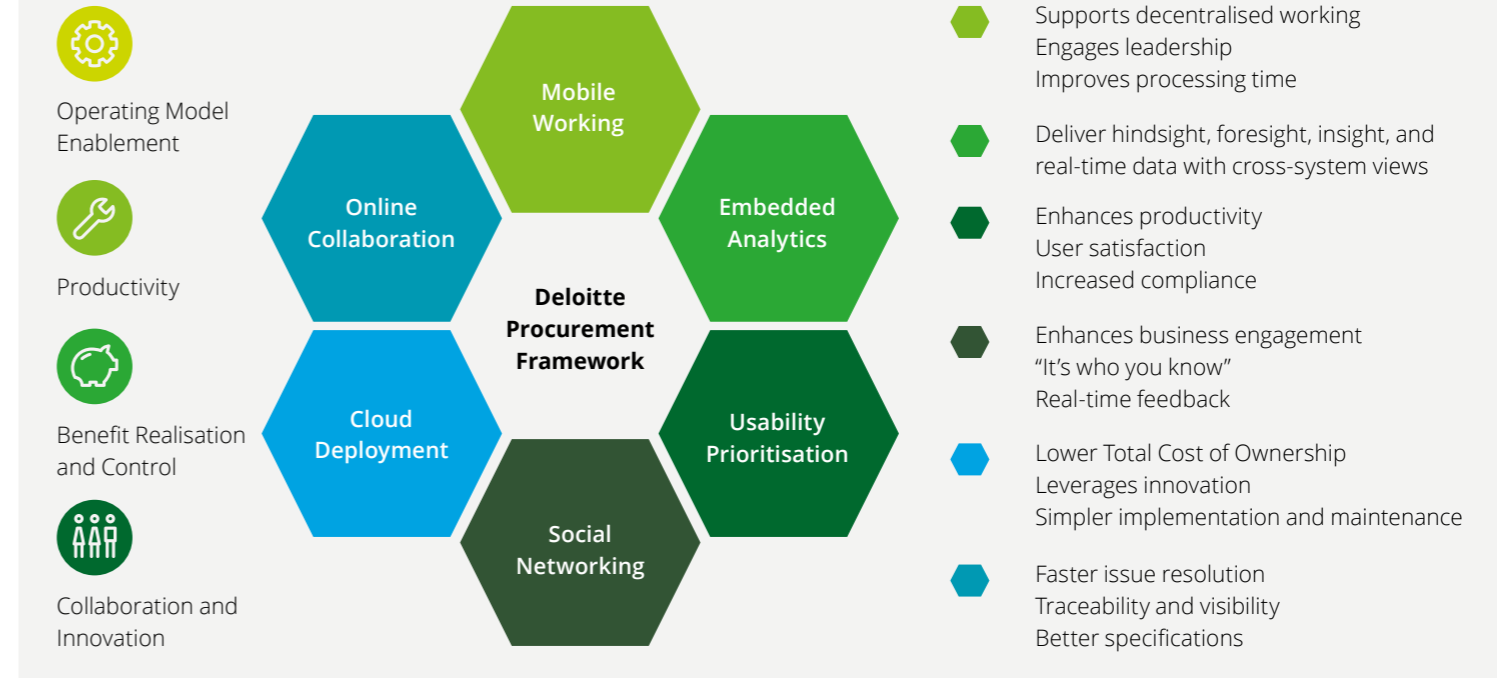 Operating Model
Enablement
Productivity
Benefit Realisation
and Control
Collaboration and
Innovation
Mobile
Working
Online
Collaboration
Embedded
Analytics
Deloitte
Procurement
Framework
Cloud
Deployment
Usability
Prioritisation
Social
Networking
Supports decentralised working
Engages leadership
Improves processing time
Deliver hindsight, foresight, insight, and
real-time data with cross-system views
Enhances productivity
User satisfaction
Increased compliance
Enhances business engagement
“It’s who you know”
Real-time feedback
Lower Total Cost of Ownership
Leverages innovation
Simpler implementation and maintenance
Faster issue resolution
Traceability and visibility
Better specifications